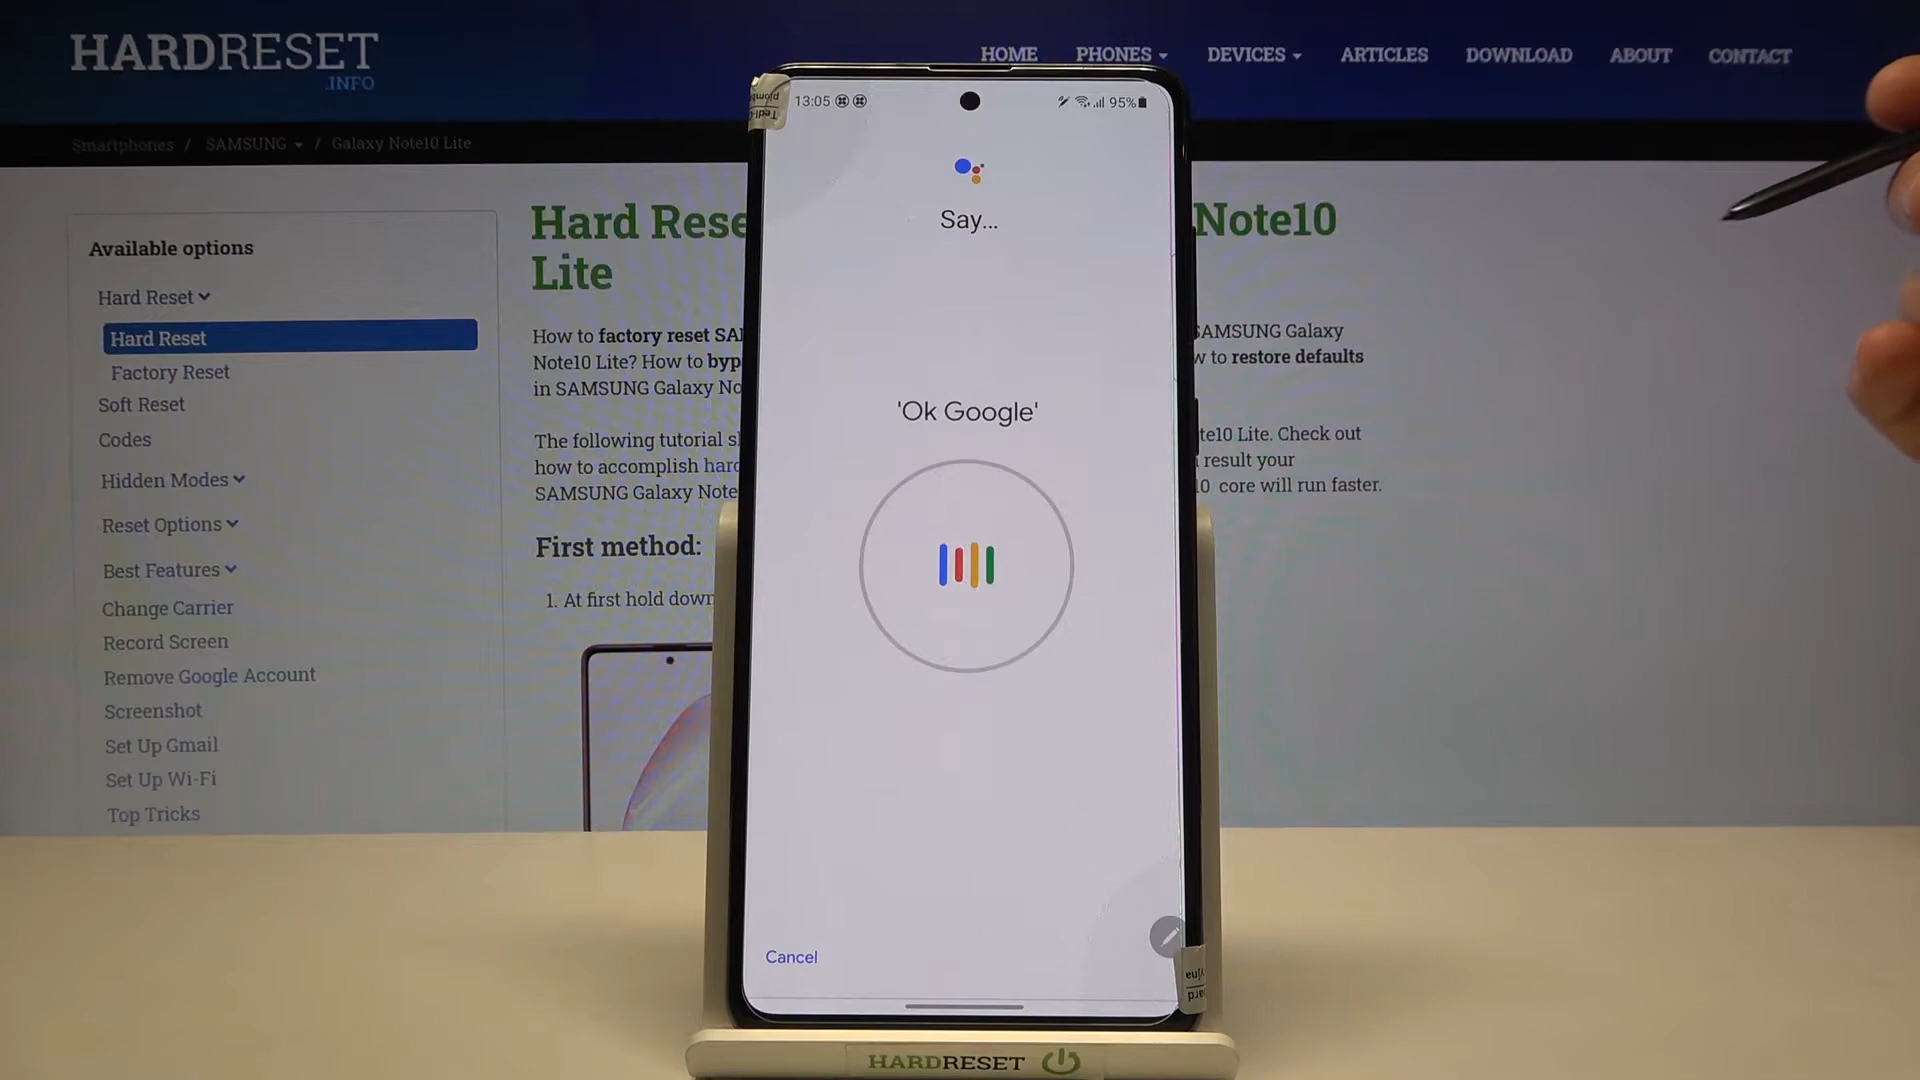 HARDRESET
.INFO
HOME PHONES DEVICES ARTICLES DOWNLOAD ABOUT CONTACT
Smartphones / SAMSUNG / Galaxy Note10 Lite
Available options
Hard Reset
Hard Reset
Factory Reset
Soft Reset
Codes
Hidden Modes
Reset Options
Best Features
Change Carrier
Record Screen
Remove Google Account
Screenshot
Set Up Gmail
Set Up Wi-Fi
Top Tricks
Hard Rese Note10
Lite
How to factory reset SA SAMSUNG Galaxy
Note10 Lite? How to byp w to restore defaults
in SAMSUNG Galaxy No
The following tutorial s te10 Lite. Check out
how to accomplish hard result your
SAMSUNG Galaxy Note 10 core will run faster.
First method:
1. At first hold down
13:05 95%
Say...
'Ok Google'
Cancel
HARDRESET